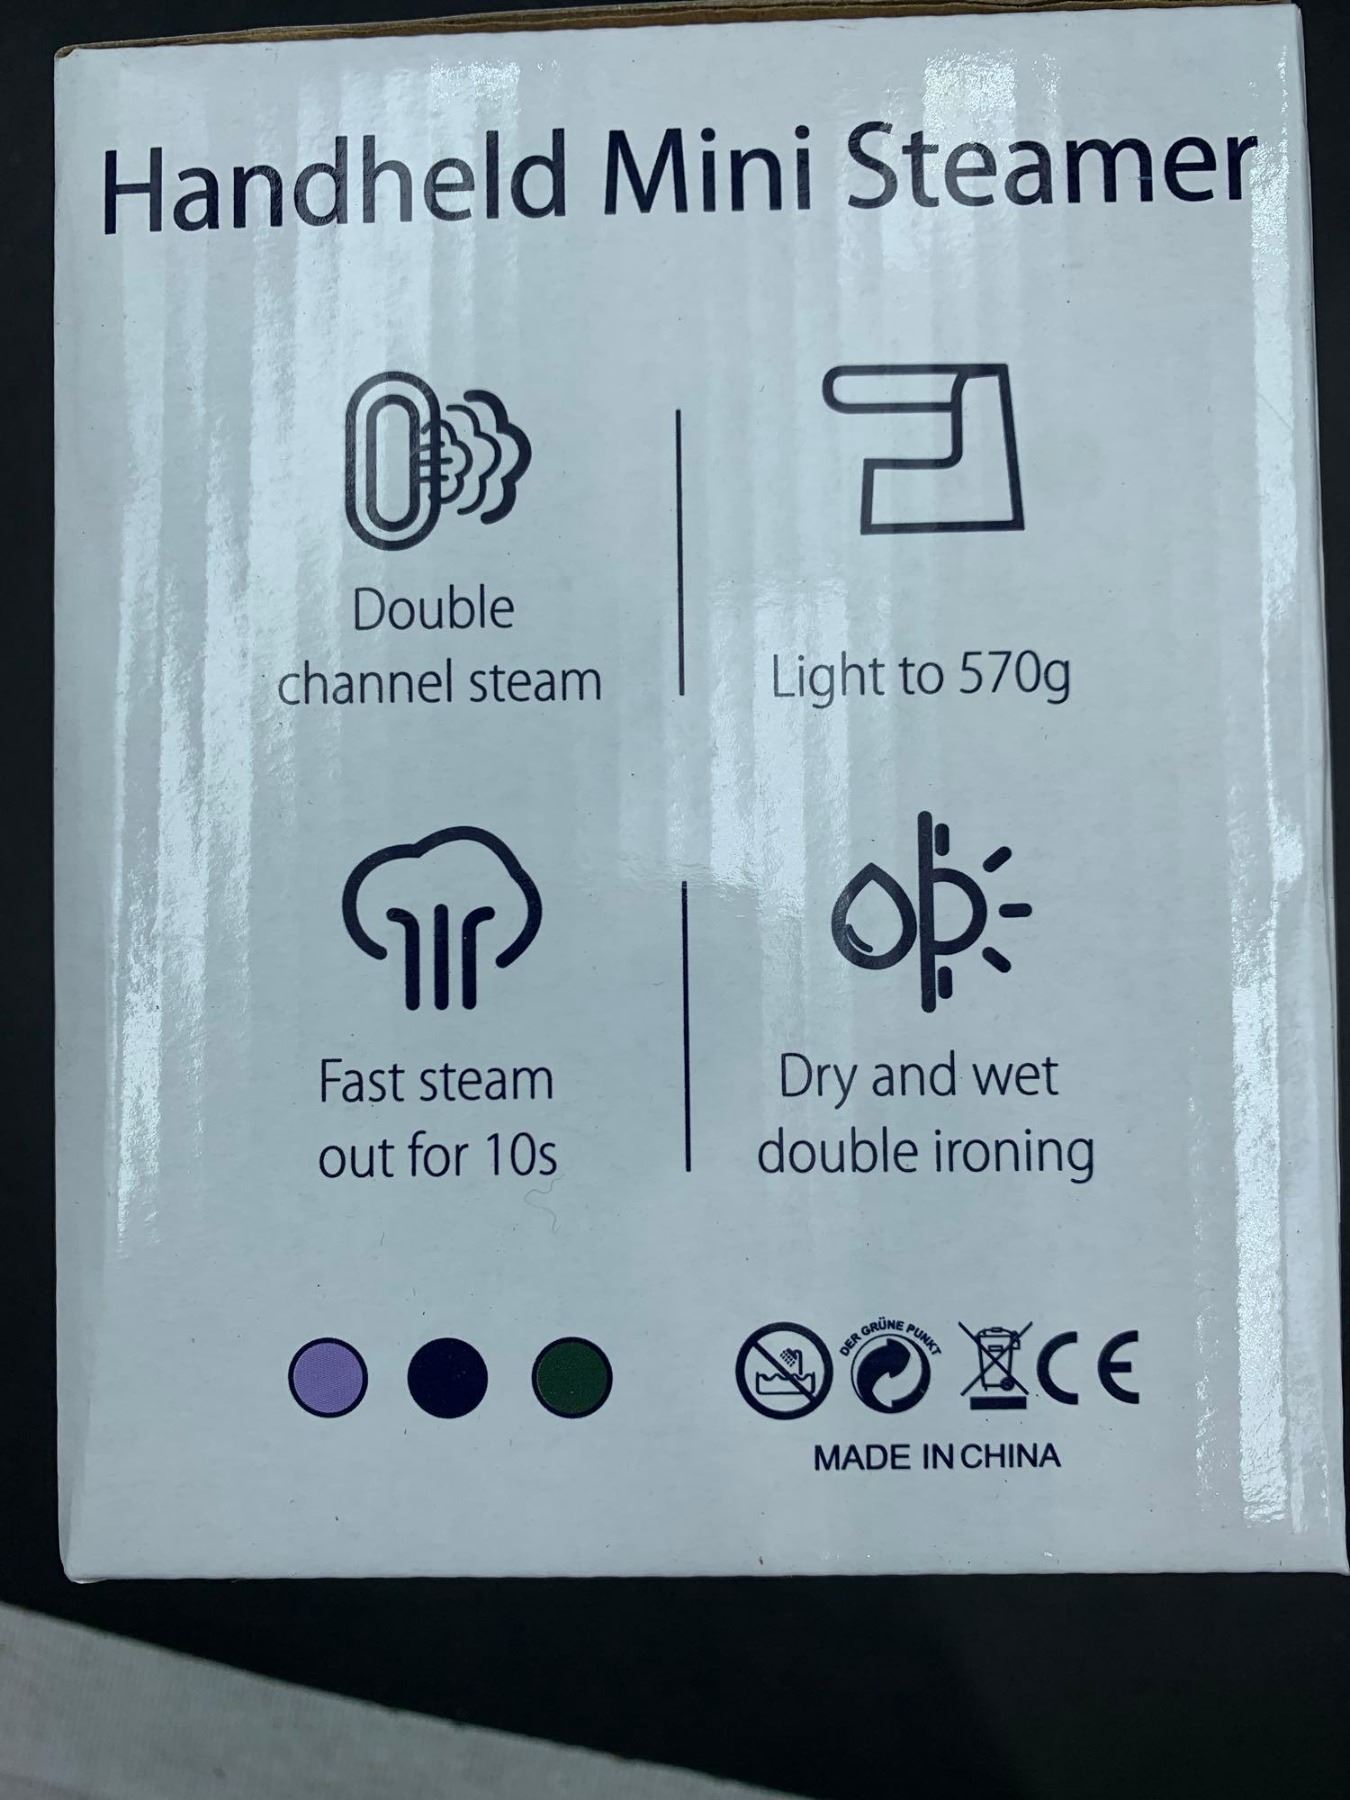 Handheld Mini Steamer
Double
channel steam
Light to 570g
Fast steam
out for 10s
Dry and wet
double ironing
DER GRÜNE PUNKT
CE
MADE IN CHINA